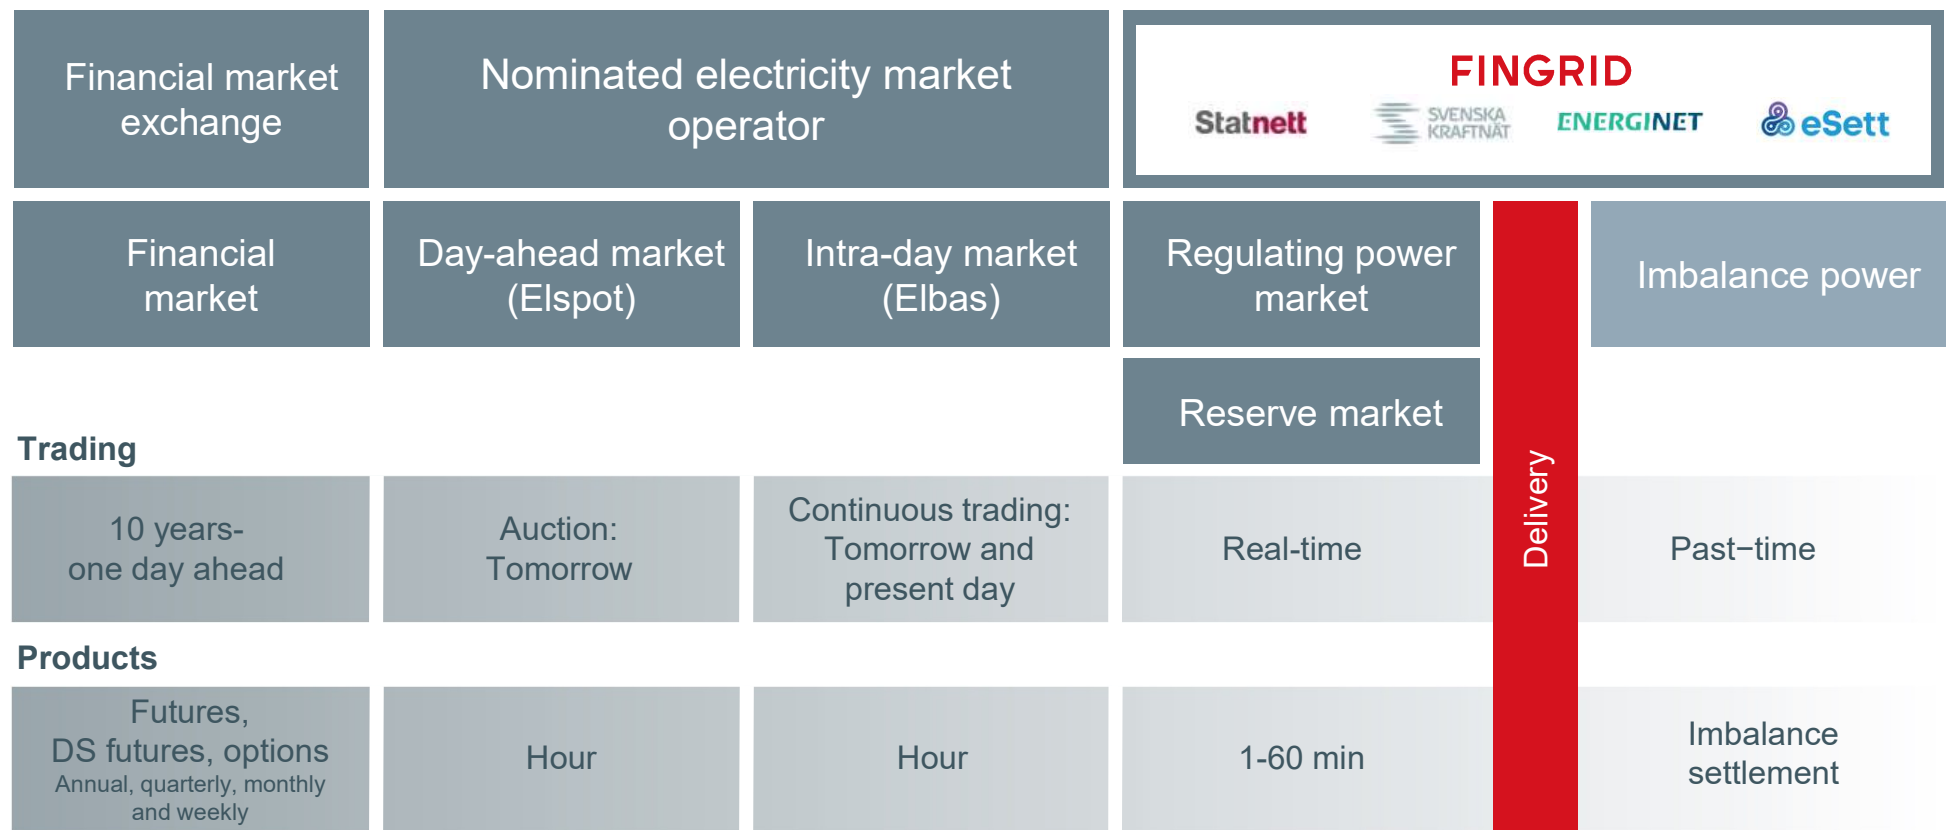 Financial market
exchange
Nominated electricity market
operator
FINGRID
Statnett
SVENSKA
KRAFTNÄT
ENERGINET
eSett
Financial
market
Day-ahead market
(Elspot)
Intra-day market
(Elbas)
Regulating power
market
Imbalance power
Reserve market
Delivery
Trading
10 years-
one day ahead
Auction:
Tomorrow
Continuous trading:
Tomorrow and
present day
Real-time
Past−time
Products
Futures,
DS futures, options
Annual, quarterly, monthly
and weekly
Hour
Hour
1-60 min
Imbalance
settlement